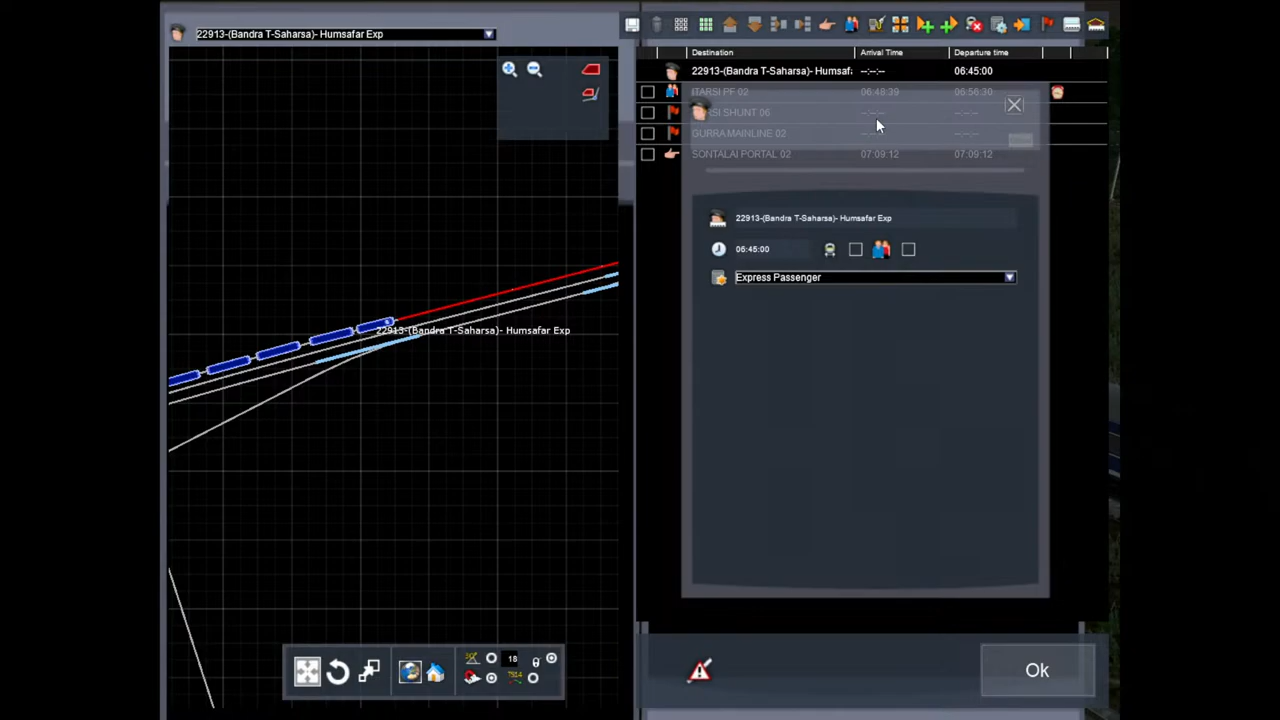 22913-(Bandra T-Saharsa)- Humsafar Exp
Destination Arrival Time Departure time
22913-(Bandra T-Saharsa)- Humsafa --:--:-- 06:45:00
ITARSI PF 02 06:48:39 06:56:30
SHUNT 06 --:--:-- --:--:--
GURRA MAINLINE 02 --:--:-- --:--:--
SONTALAI PORTAL 02 07:09:12 07:09:12
22913-(Bandra T-Saharsa)- Humsafar Exp
06:45:00
Express Passenger
22913-(Bandra T-Saharsa)- Humsafar Exp
18
Ok